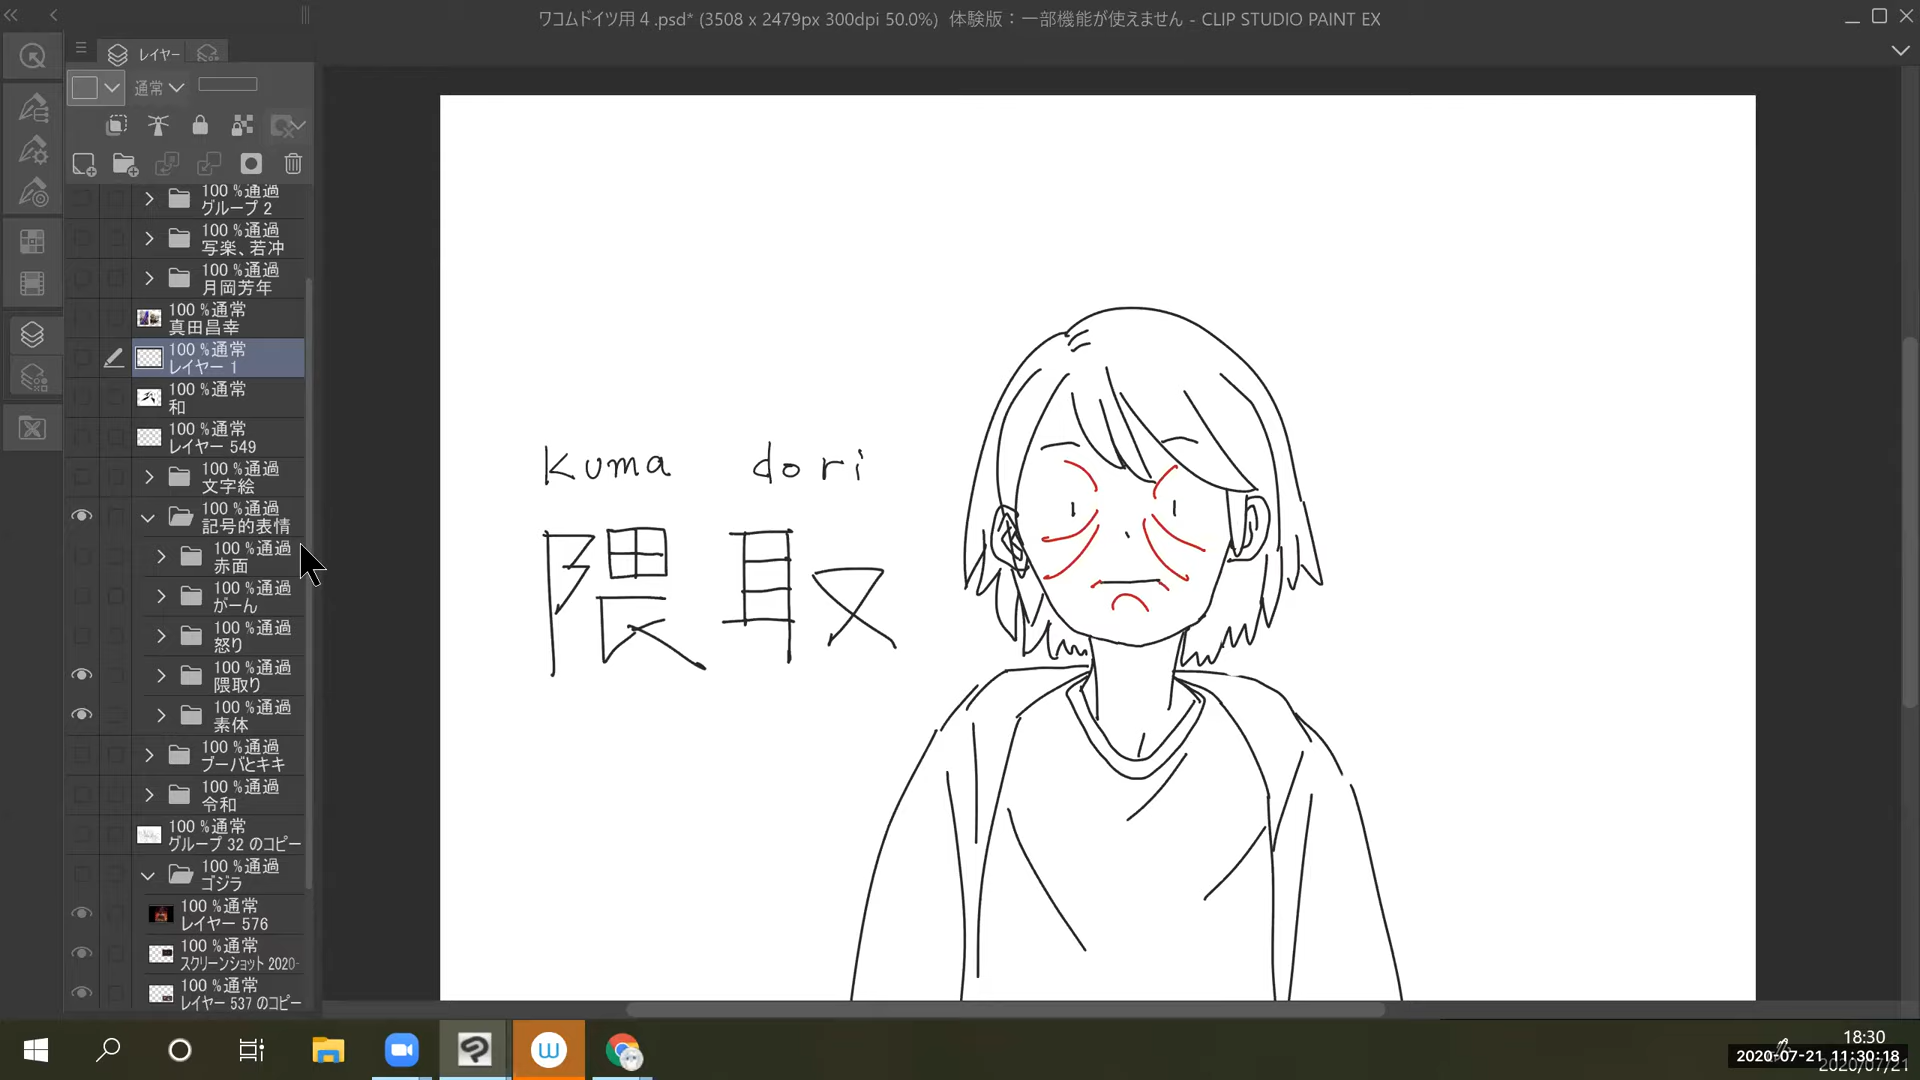 ワコムドイツ用４.psd* (3508 x 2479px 300dpi 50.0%) 体験版：一部機能が使えません - CLIP STUDIO PAINT EX
レイヤー
通常
100 %通過
グループ 2
100 %通過
写楽、若冲
100 %通過
月岡芳年
100 %通常
真田昌幸
100 %通常
レイヤー 1
100 %通常
和
100 %通常
レイヤー 549
100 %通過
文字絵
100 %通過
記号的表情
100 %通過
赤面
100 %通過
がーん
100 %通過
怒り
100 %通過
隈取り
100 %通過
素体
100 %通過
ブーバとキキ
100 %通過
令和
100 %通常
グループ 32 のコピー
100 %通過
ゴジラ
100 %通常
レイヤー 576
100 %通常
スクリーンショット 2020-
100 %通常
レイヤー 537 のコピー
kuma dori
隈取
18:30
2020-07-21 11:30:18
2020/07/21